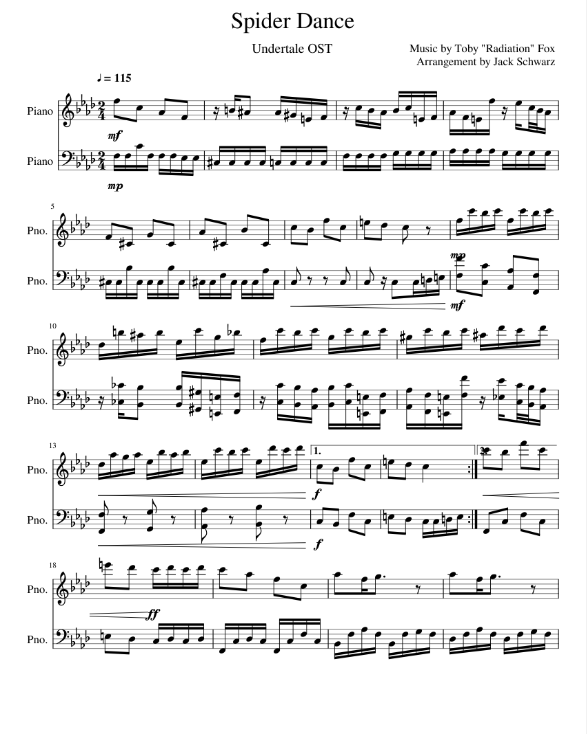 Spider Dance
Undertale OST
Music by Toby "Radiation" Fox
Arrangement by Jack Schwarz
♩ = 115
Piano
mf
Piano
mp
5
Pno.
mp
Pno.
mf
10
Pno.
Pno.
13
1.
2.
Pno.
f
Pno.
f
18
Pno.
ff
Pno.